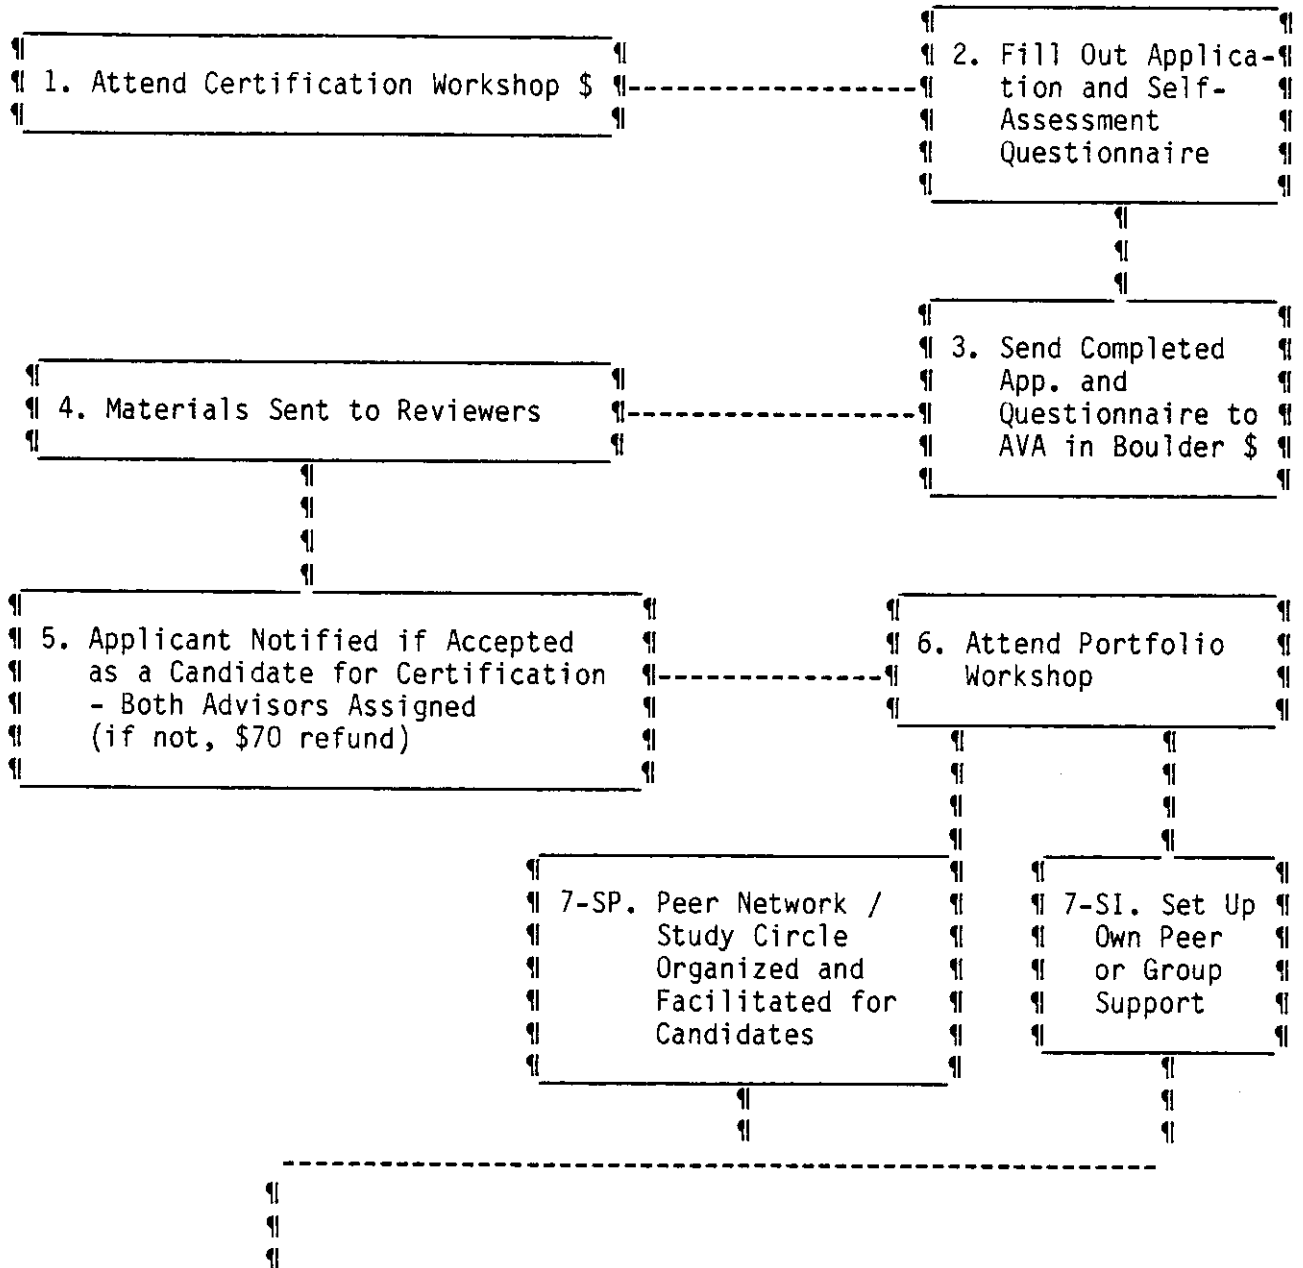 1. Attend Certification Workshop $
2. Fill Out Applica-
tion and Self-
Assessment
Questionnaire
3. Send Completed
App. and
Questionnaire to
AVA in Boulder $
4. Materials Sent to Reviewers
5. Applicant Notified if Accepted
as a Candidate for Certification
- Both Advisors Assigned
(if not, $70 refund)
6. Attend Portfolio
Workshop
7-SP. Peer Network /
Study Circle
Organized and
Facilitated for
Candidates
7-SI. Set Up
Own Peer
or Group
Support